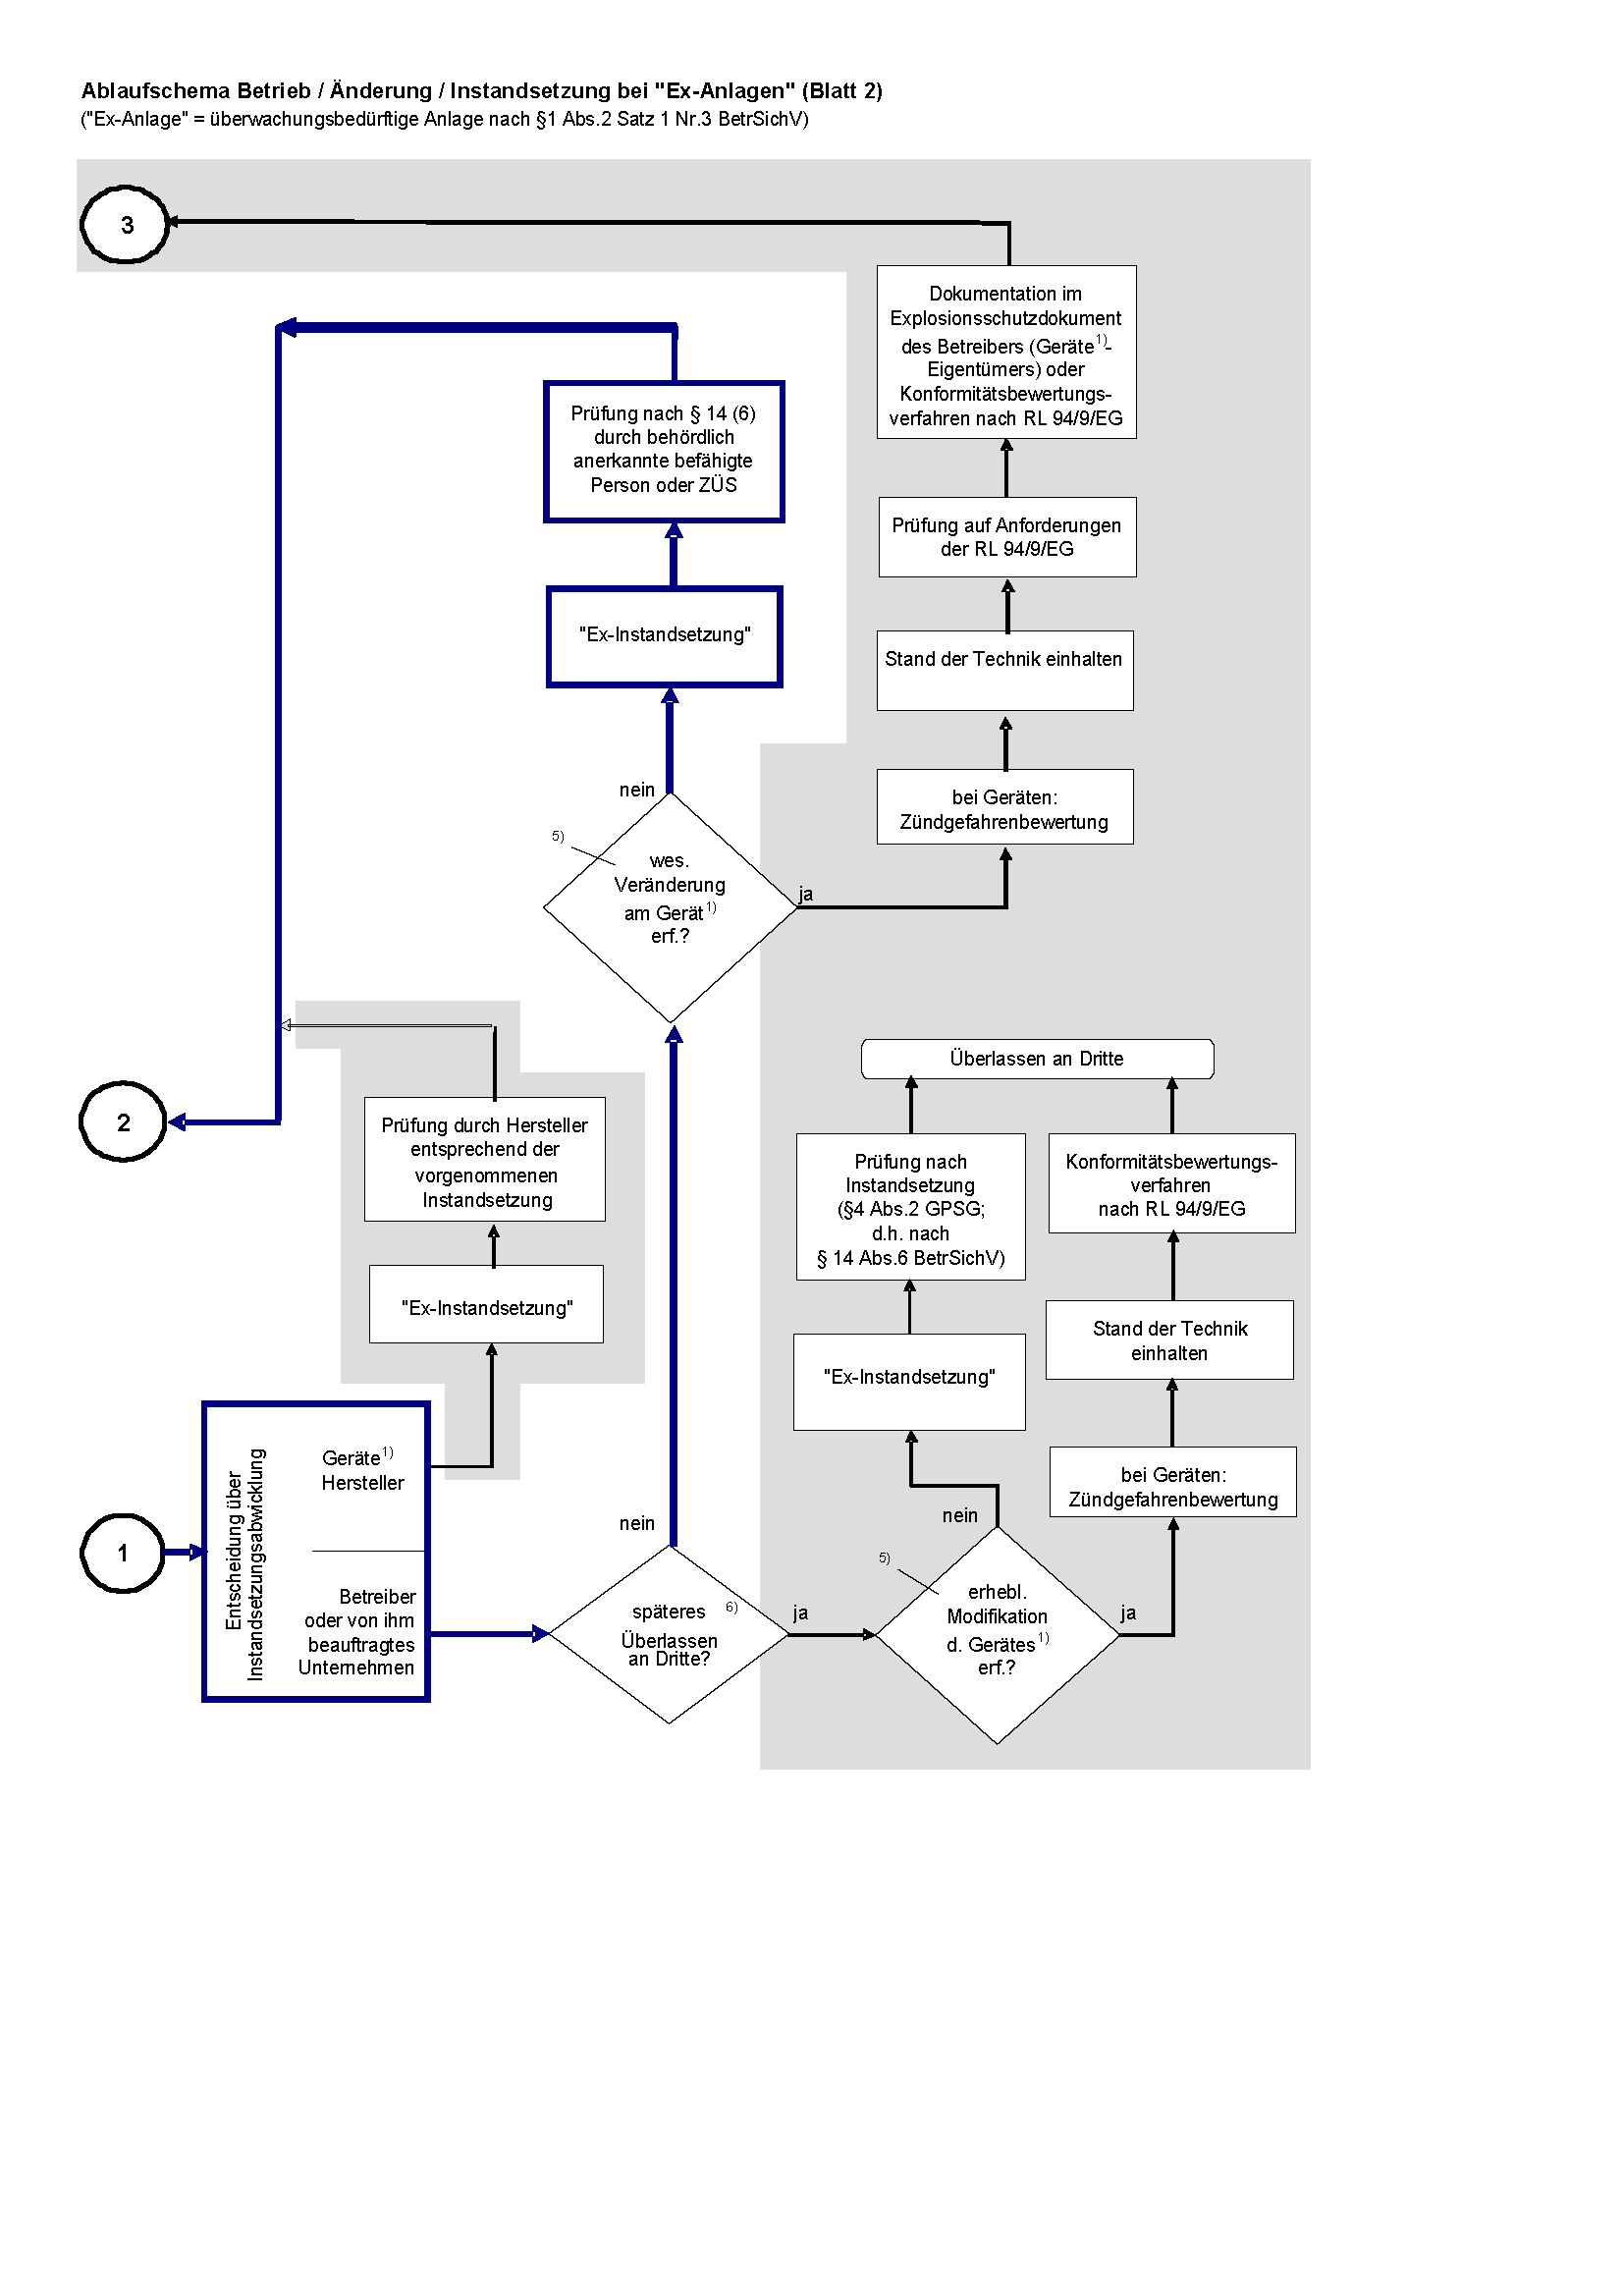 Ablaufschema Betrieb / Änderung / Instandsetzung bei "Ex-Anlagen" (Blatt 2)
("Ex-Anlage" = überwachungsbedürftige Anlage nach §1 Abs.2 Satz 1 Nr.3 BetrSichV)
3
Dokumentation im
Explosionsschutzdokument
des Betreibers (Geräte1)-
Eigentümers) oder
Konformitätsbewertungs-
verfahren nach RL 94/9/EG
Prüfung nach § 14 (6)
durch behördlich
anerkannte befähigte
Person oder ZÜS
Prüfung auf Anforderungen
der RL 94/9/EG
"Ex-Instandsetzung"
Stand der Technik einhalten
nein
bei Geräten:
Zündgefahrenbewertung
5)
wes.
Veränderung
am Gerät1)
erf.?
ja
Überlassen an Dritte
2
Prüfung durch Hersteller
entsprechend der
vorgenommenen
Instandsetzung
Prüfung nach
Instandsetzung
(§4 Abs.2 GPSG;
d.h. nach
§ 14 Abs.6 BetrSichV)
Konformitätsbewertungs-
verfahren
nach RL 94/9/EG
"Ex-Instandsetzung"
"Ex-Instandsetzung"
Stand der Technik
einhalten
bei Geräten:
Zündgefahrenbewertung
1
Entscheidung über
Instandsetzungsabwicklung
Geräte1)
Hersteller
Betreiber
oder von ihm
beauftragtes
Unternehmen
nein
späteres 6)
Überlassen
an Dritte?
ja
nein
5)
erhebl.
Modifikation
d. Gerätes1)
erf.?
ja